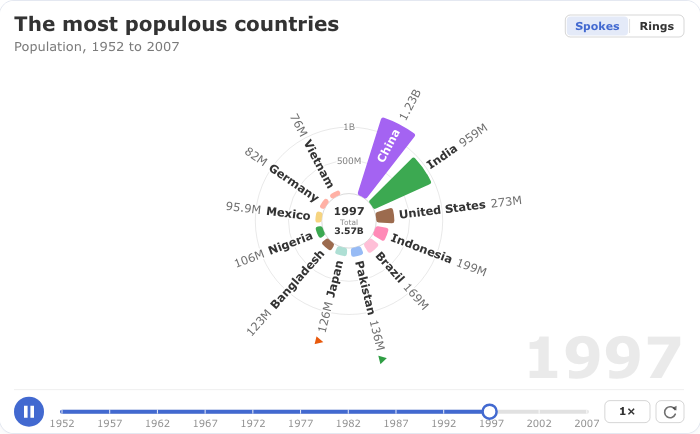 The most populous countries
Population, 1952 to 2007
Spokes
Rings
1B
500M
China 1.23B
India 959M
United States 273M
Indonesia 199M
Brazil 169M
Pakistan 136M
Japan 126M
Bangladesh 123M
Nigeria 106M
Mexico 95.9M
Germany 82M
Vietnam 76M
1997
Total
3.57B
1997
1952 1957 1962 1967 1972 1977 1982 1987 1992 1997 2002 2007
1×